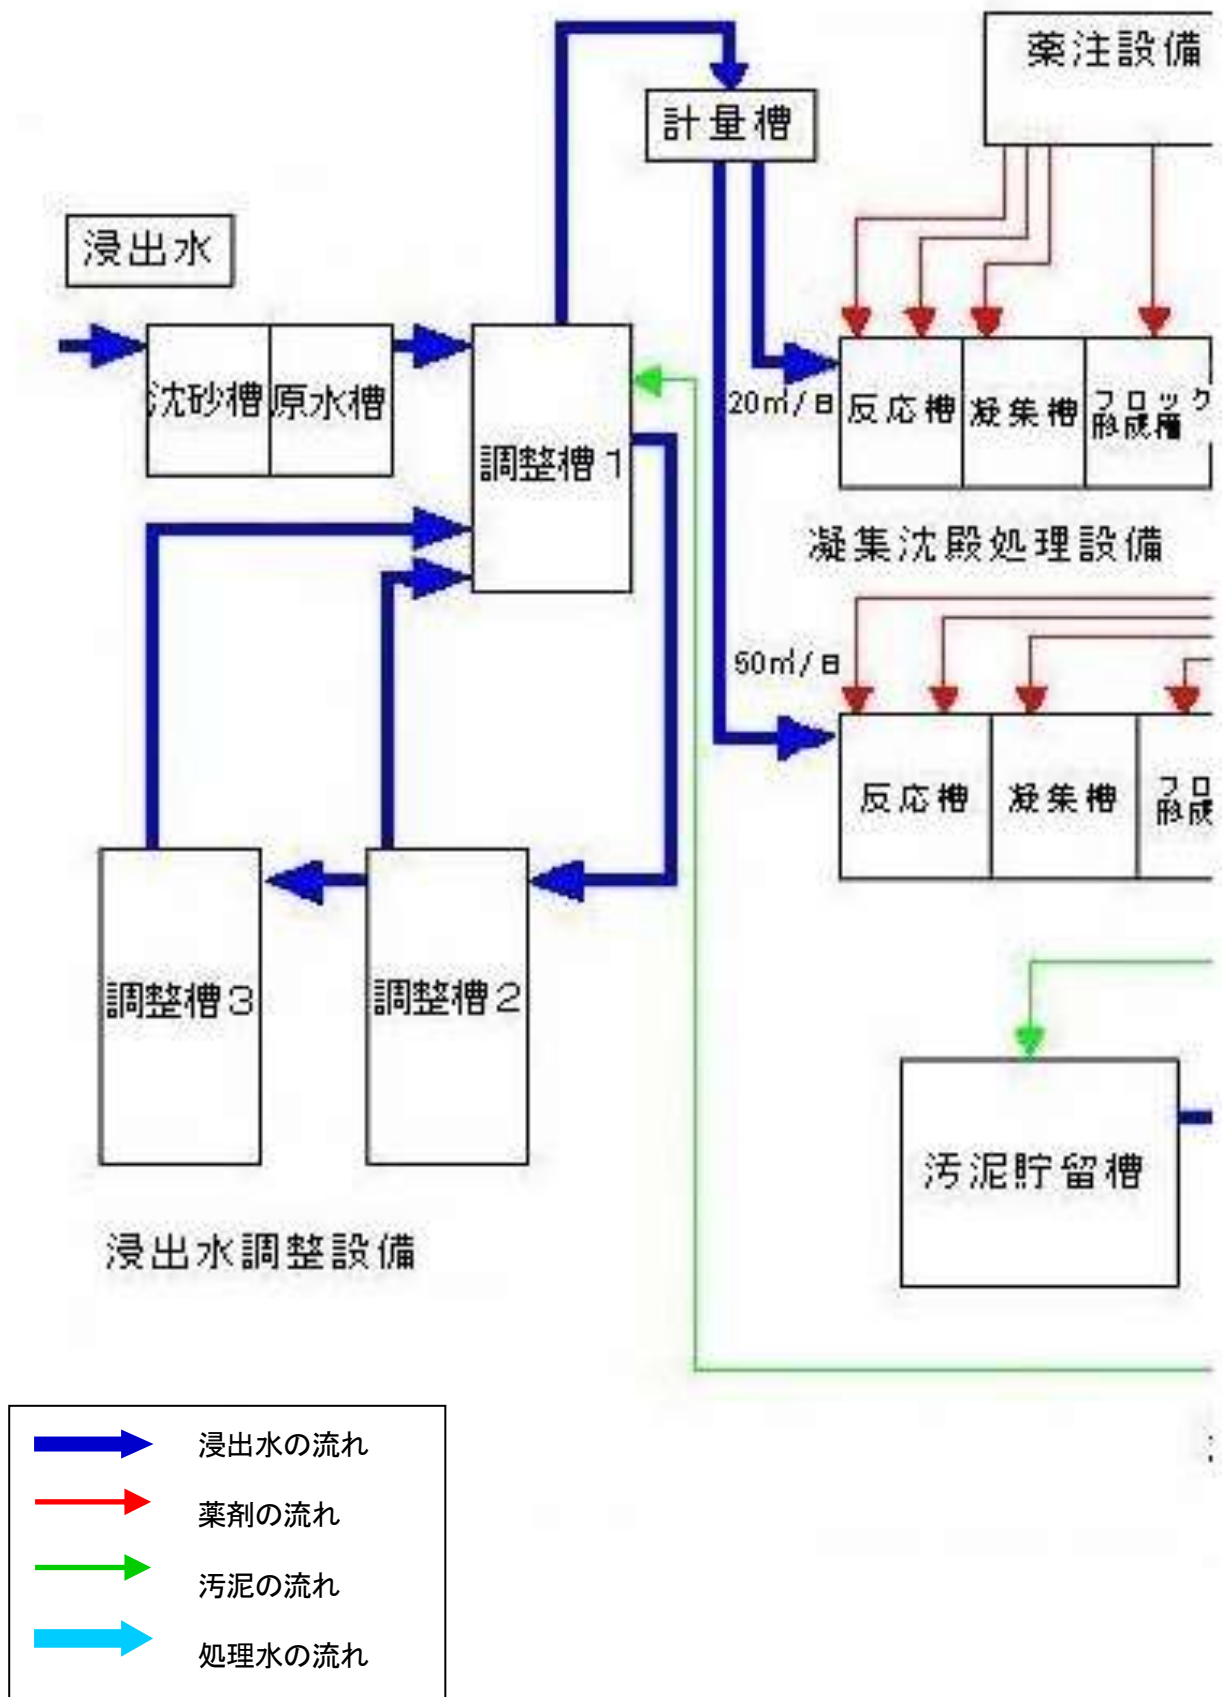 薬注設備
計量槽
浸出水
沈砂槽
原水槽
調整槽1
20㎥/日
反応槽
凝集槽
フロック
形成槽
凝集沈殿処理設備
反応槽
凝集槽
フロ
形成
調整槽3
調整槽2
汚泥貯留槽
浸出水調整設備
浸出水の流れ
薬剤の流れ
汚泥の流れ
処理水の流れ